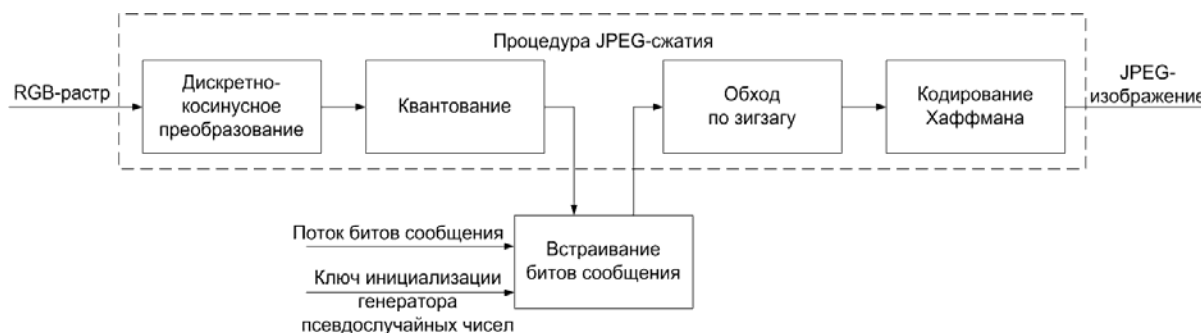 Процедура JPEG-сжатия
RGB-растр
Дискретно-
косинусное
преобразование
Квантование
Обход
по зигзагу
Кодирование
Хаффмана
JPEG-
изображение
Поток битов сообщения
Ключ инициализации
генератора
псевдослучайных чисел
Встраивание
битов сообщения